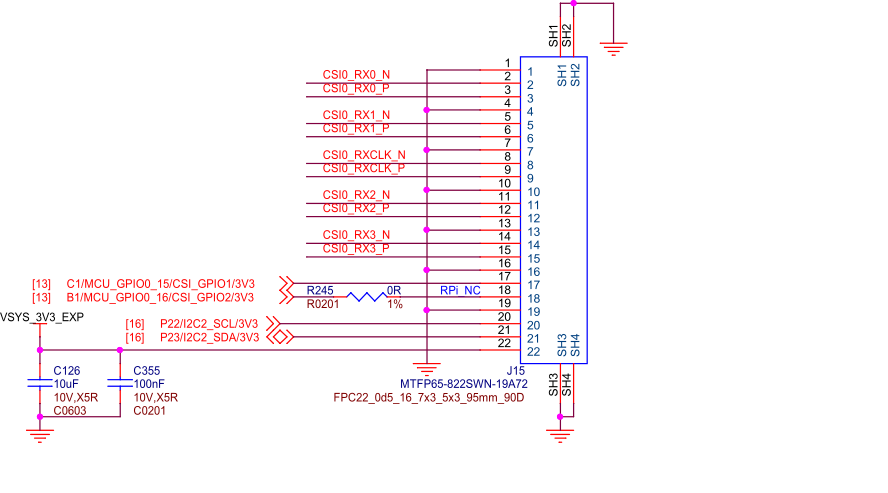 SH1 SH2
SH1 SH2
1 1
CSI0_RX0_N 2 2
CSI0_RX0_P 3 3
4 4
CSI0_RX1_N 5 5
CSI0_RX1_P 6 6
7 7
CSI0_RXCLK_N 8 8
CSI0_RXCLK_P 9 9
10 10
CSI0_RX2_N 11 11
CSI0_RX2_P 12 12
13 13
CSI0_RX3_N 14 14
CSI0_RX3_P 15 15
16 16
[13] C1/MCU_GPIO0_15/CSI_GPIO1/3V3 17 17
[13] B1/MCU_GPIO0_16/CSI_GPIO2/3V3 R245 0R RPi_NC 18 18
R0201 1% 19 19
VSYS_3V3_EXP
[16] P22/I2C2_SCL/3V3 20 20
[16] P23/I2C2_SDA/3V3 21 21
22 22
SH3 SH4
SH3 SH4
C126 C355 J15
10uF 100nF MTFP65-822SWN-19A72
10V,X5R 10V,X5R FPC22_0d5_16_7x3_5x3_95mm_90D
C0603 C0201